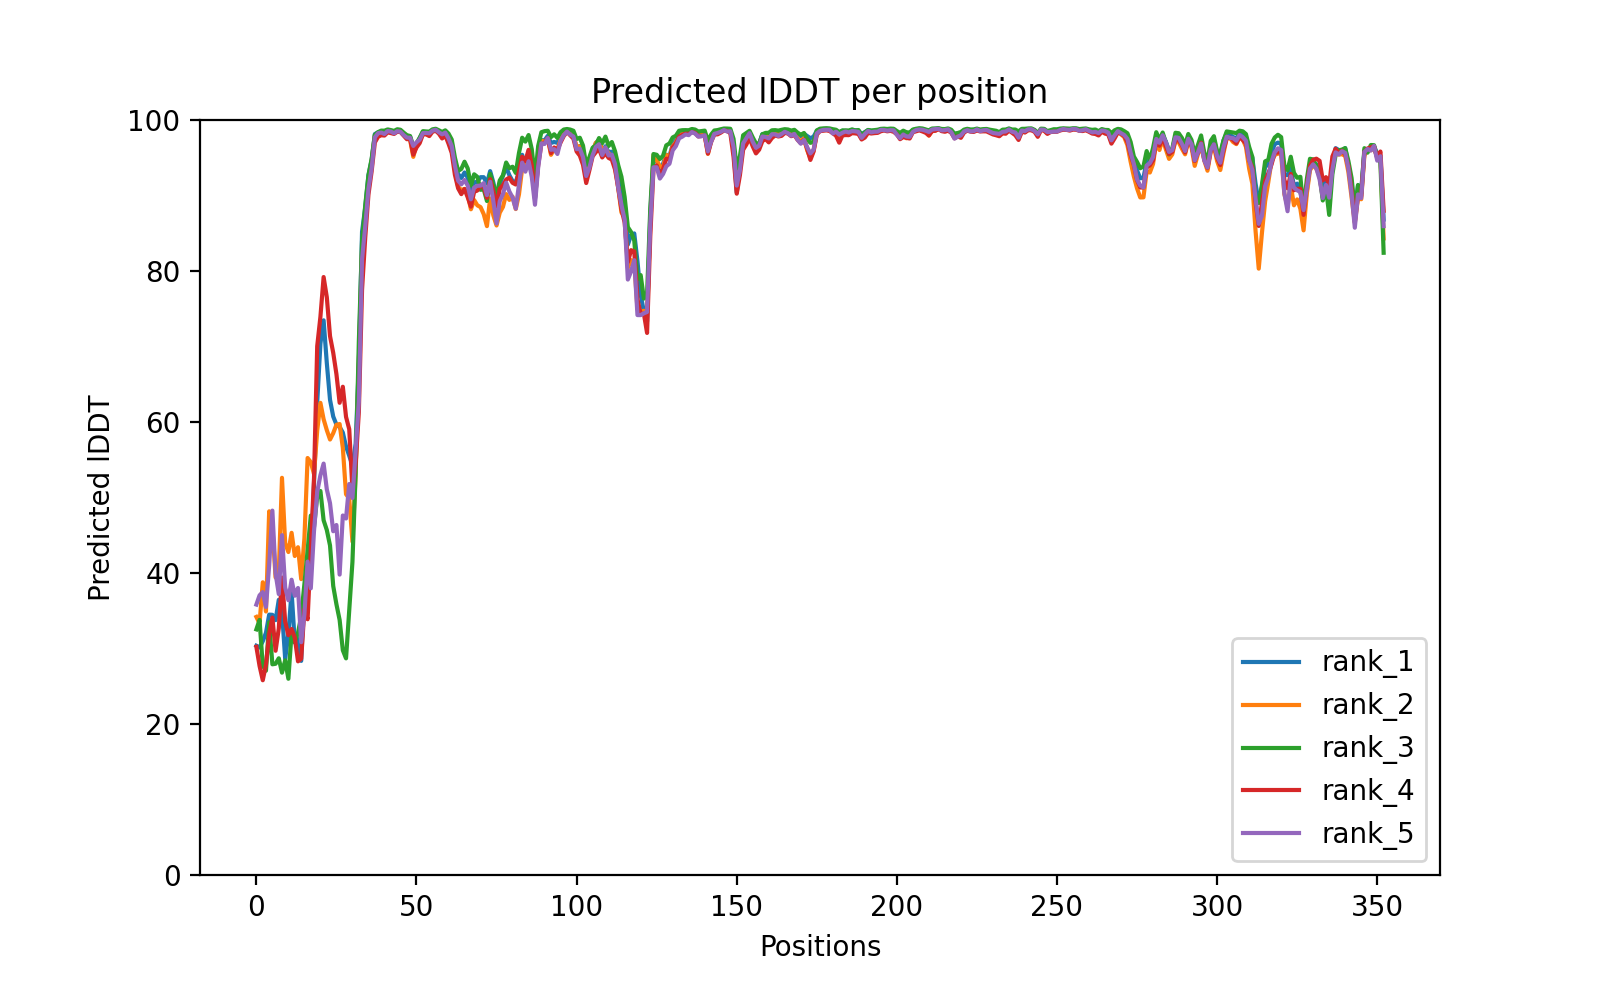 Predicted lDDT per position
100
80
60
40
20
0
Predicted lDDT
0 50 100 150 200 250 300 350
Positions
rank_1
rank_2
rank_3
rank_4
rank_5